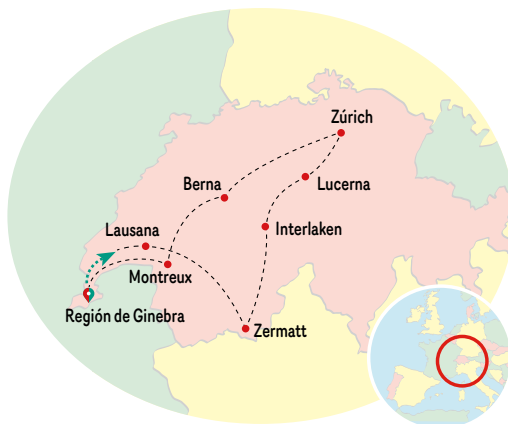 Zúrich
Lucerna
Berna
Interlaken
Lausana
Montreux
Región de Ginebra
Zermatt